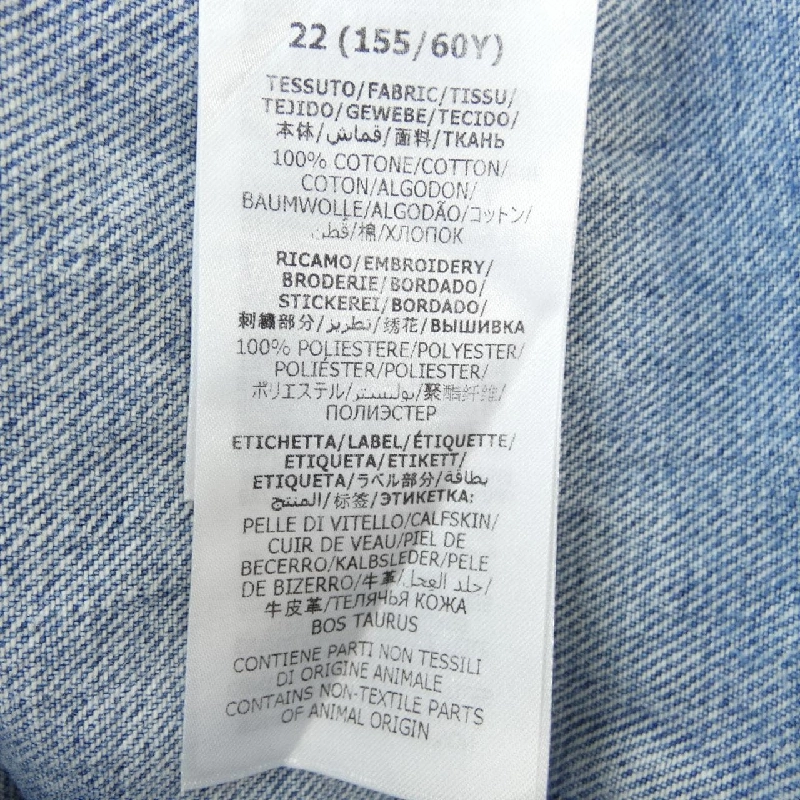 22 (155/60Y)
TESSUTO/FABRIC/TISSU/
TEJIDO/GEWEBE/TECIDO/
本体/قماش/面料/ТКАНЬ
100% COTONE/COTTON/
COTON/ALGODON/
BAUMWOLLE/ALGODÃO/コットン/
قطن/棉/ХЛОПОК
RICAMO/EMBROIDERY/
BRODERIE/BORDADO/
STICKEREI/BORDADO/
刺繍部分/تطريز/绣花/ВЫШИВКА
100% POLIESTERE/POLYESTER/
POLIÉSTER/POLIESTER/
ポリエステル/بوليستر/聚酯纤维/
ПОЛИЭСТЕР
ETICHETTA/LABEL/ÉTIQUETTE/
ETIQUETA/ETIKETT/
ETIQUETA/ラベル部分/بطاقة
المنتج/标签/ЭТИКЕТКА:
PELLE DI VITELLO/CALFSKIN/
CUIR DE VEAU/PIEL DE
BECERRO/KALBSLEDER/PELE
DE BIZERRO/牛革/جلد العجل/
牛皮革/ТЕЛЯЧЬЯ КОЖА
BOS TAURUS
CONTIENE PARTI NON TESSILI
DI ORIGINE ANIMALE
CONTAINS NON-TEXTILE PARTS
OF ANIMAL ORIGIN